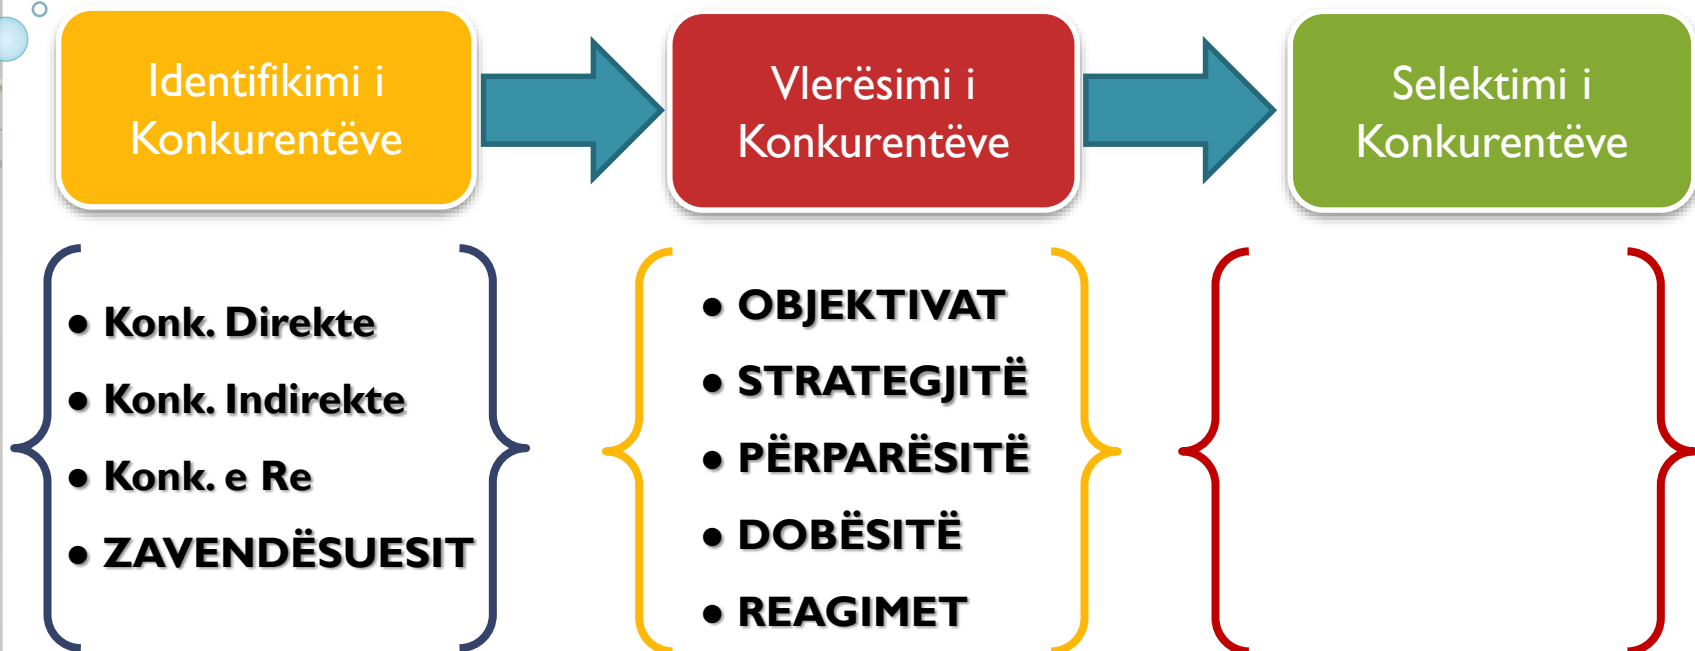 Identifikimi i
Konkurentëve
Vlerësimi i
Konkurentëve
Selektimi i
Konkurentëve
• Konk. Direkte
• Konk. Indirekte
• Konk. e Re
• ZAVENDËSUESIT
• OBJEKTIVAT
• STRATEGJITË
• PËRPARËSITË
• DOBËSITË
• REAGIMET